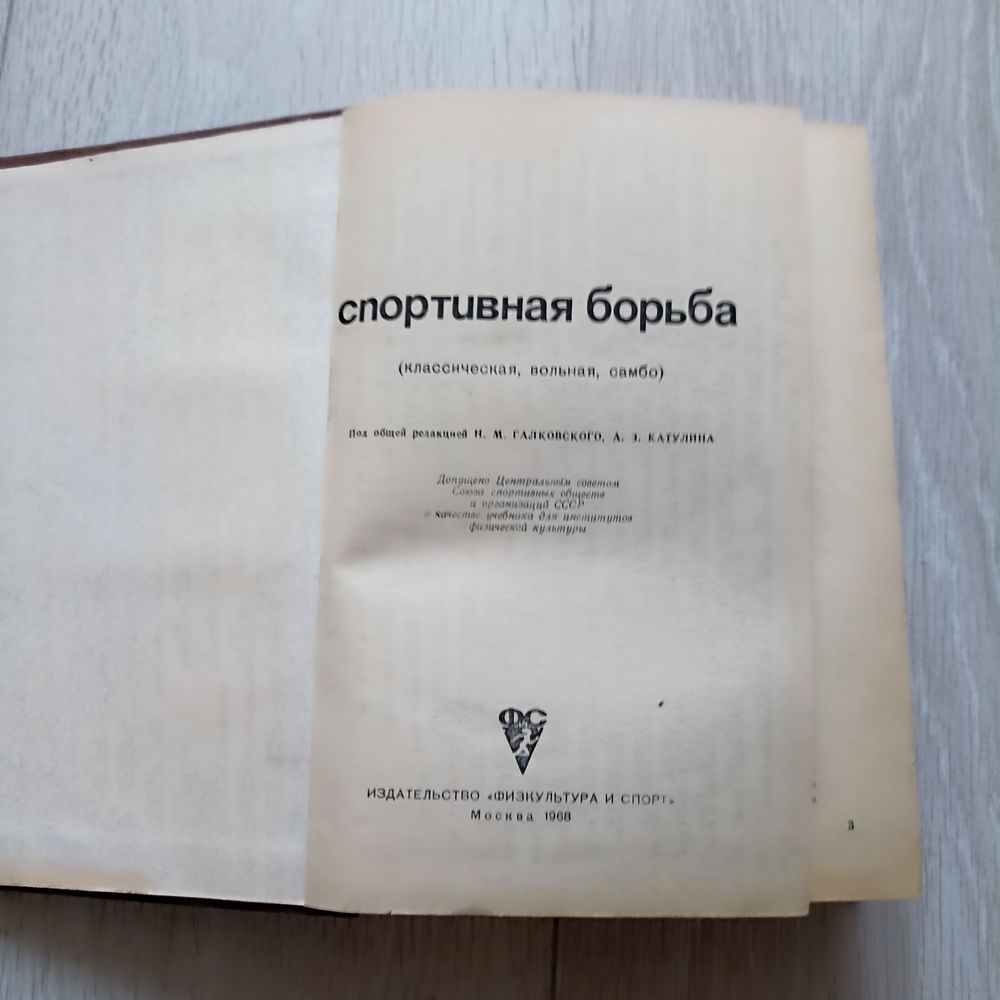 спортивная борьба
(классическая, вольная, самбо)
Под общей редакцией Н. М. ГАЛКОВСКОГО, А. З. КАТУЛИНА
Допущено Центральным советом
Союза спортивных обществ
и организаций СССР
в качестве учебника для институтов
физической культуры
ФиС
ИЗДАТЕЛЬСТВО «ФИЗКУЛЬТУРА И СПОРТ»
Москва 1968
3